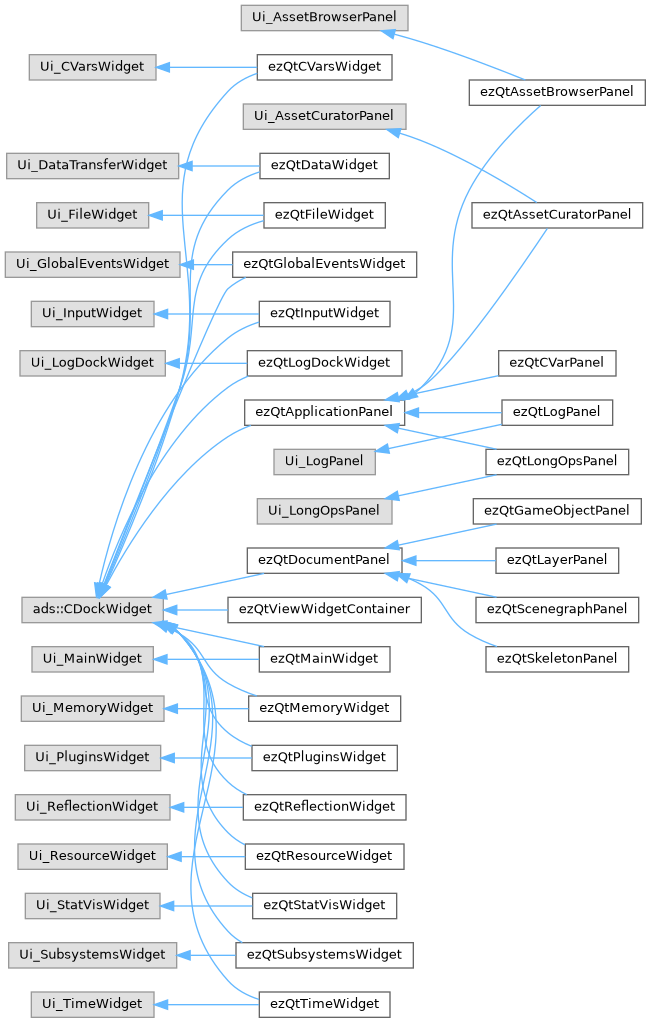 Ui_AssetBrowserPanel
Ui_CVarsWidget
ezQtCVarsWidget
ezQtAssetBrowserPanel
Ui_AssetCuratorPanel
Ui_DataTransferWidget
ezQtDataWidget
Ui_FileWidget
ezQtFileWidget
ezQtAssetCuratorPanel
Ui_GlobalEventsWidget
ezQtGlobalEventsWidget
Ui_InputWidget
ezQtInputWidget
Ui_LogDockWidget
ezQtLogDockWidget
ezQtCVarPanel
ezQtApplicationPanel
ezQtLogPanel
Ui_LogPanel
ezQtLongOpsPanel
Ui_LongOpsPanel
ezQtGameObjectPanel
ezQtDocumentPanel
ezQtLayerPanel
ads::CDockWidget
ezQtViewWidgetContainer
ezQtScenegraphPanel
Ui_MainWidget
ezQtMainWidget
ezQtSkeletonPanel
Ui_MemoryWidget
ezQtMemoryWidget
Ui_PluginsWidget
ezQtPluginsWidget
Ui_ReflectionWidget
ezQtReflectionWidget
Ui_ResourceWidget
ezQtResourceWidget
Ui_StatVisWidget
ezQtStatVisWidget
Ui_SubsystemsWidget
ezQtSubsystemsWidget
Ui_TimeWidget
ezQtTimeWidget